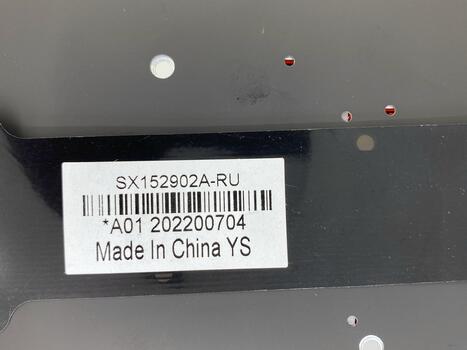 SX152902A-RU
*A01 202200704
Made In China YS